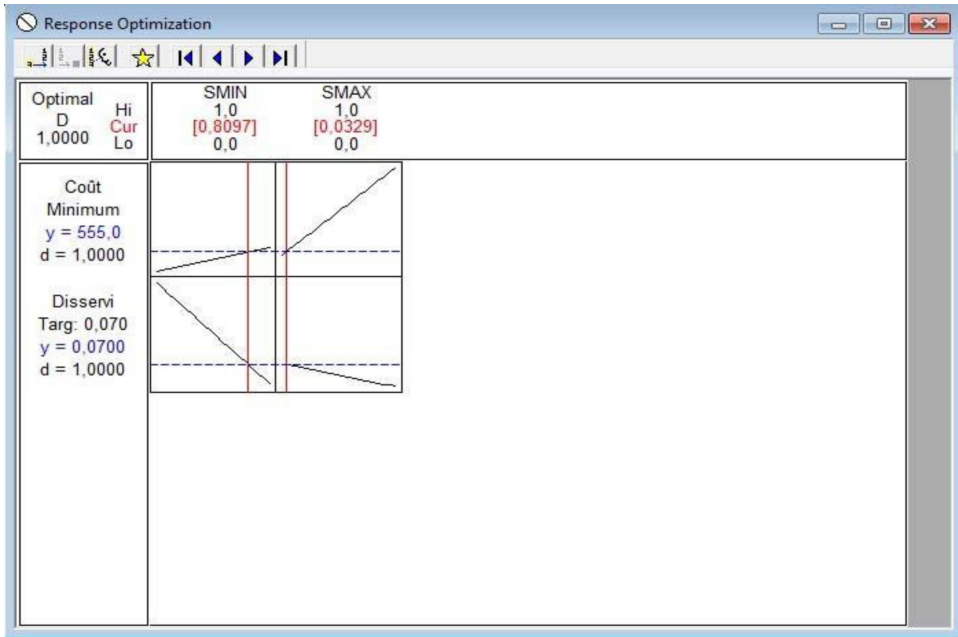 Response Optimization
Optimal
D
1,0000
Hi
Cur
Lo
SMIN
1,0
[0,8097]
0,0
SMAX
1,0
[0,0329]
0,0
Coût
Minimum
y = 555,0
d = 1,0000
Disservi
Targ: 0,070
y = 0,0700
d = 1,0000